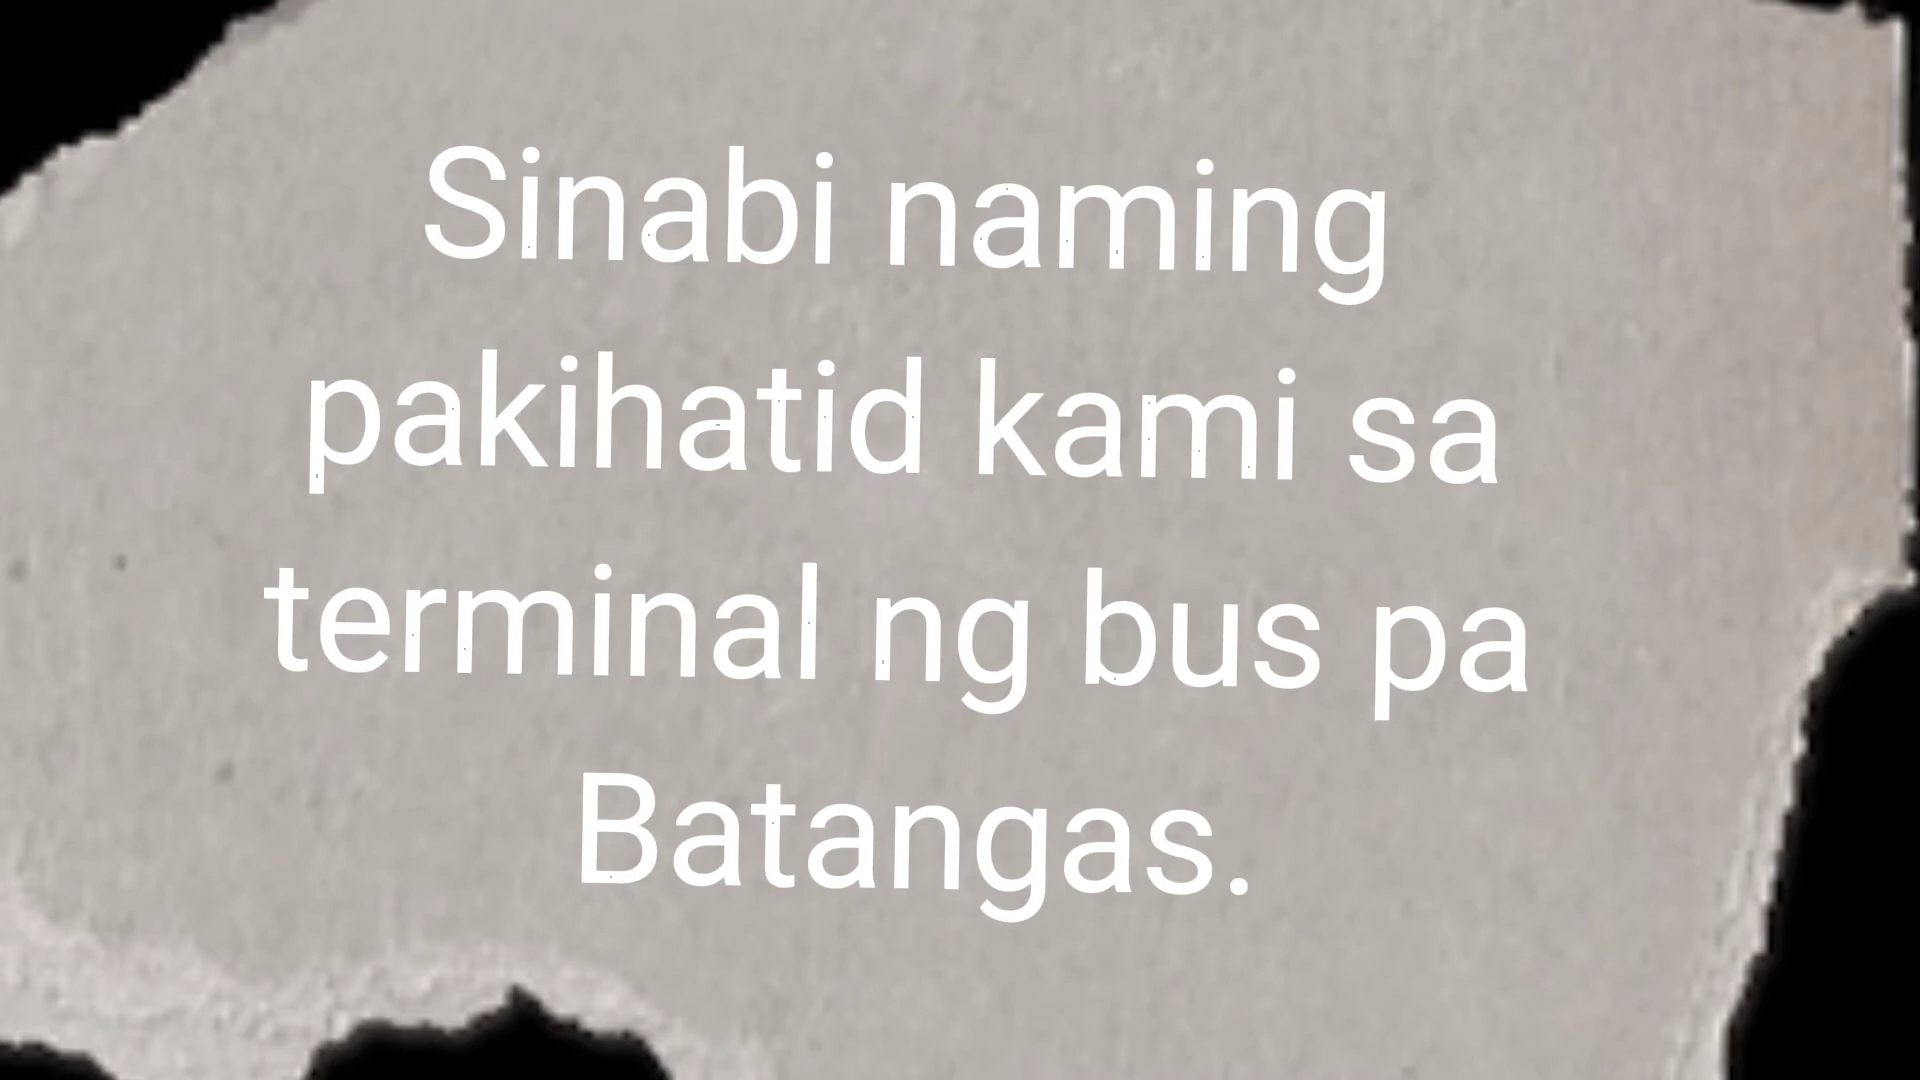 Sinabi naming
pakihatid kami sa
terminal ng bus pa
Batangas.